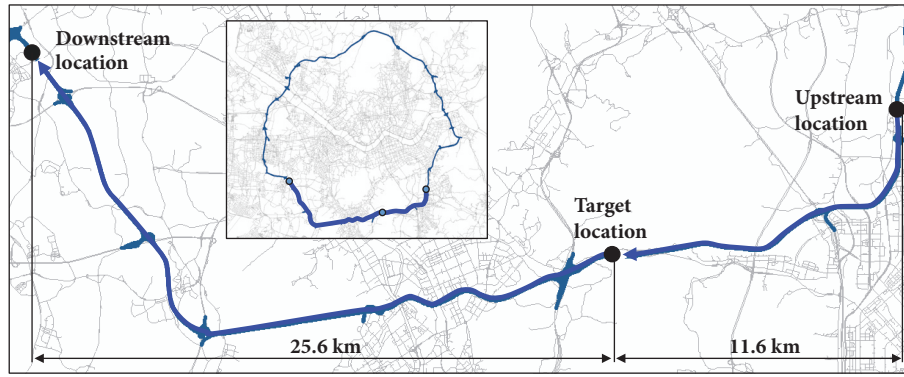 Downstream
location
Upstream
location
Target
location
25.6 km
11.6 km